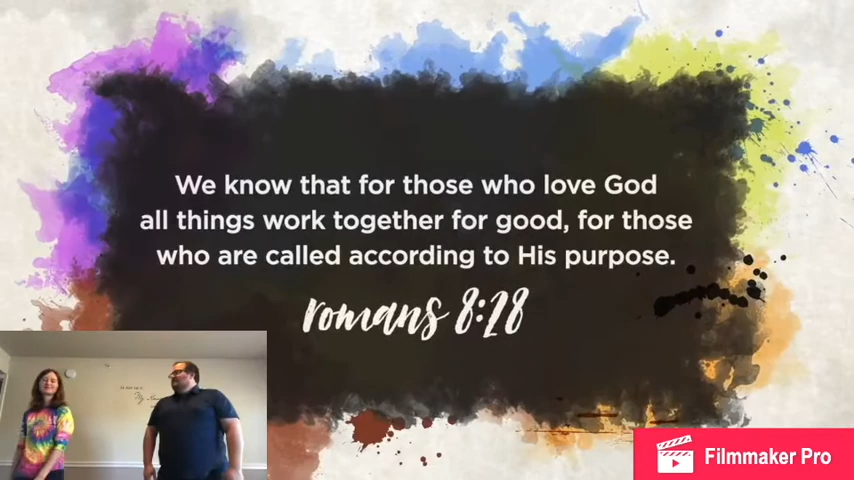 We know that for those who love God
all things work together for good, for those
who are called according to His purpose.
romans 8:28
Filmmaker Pro